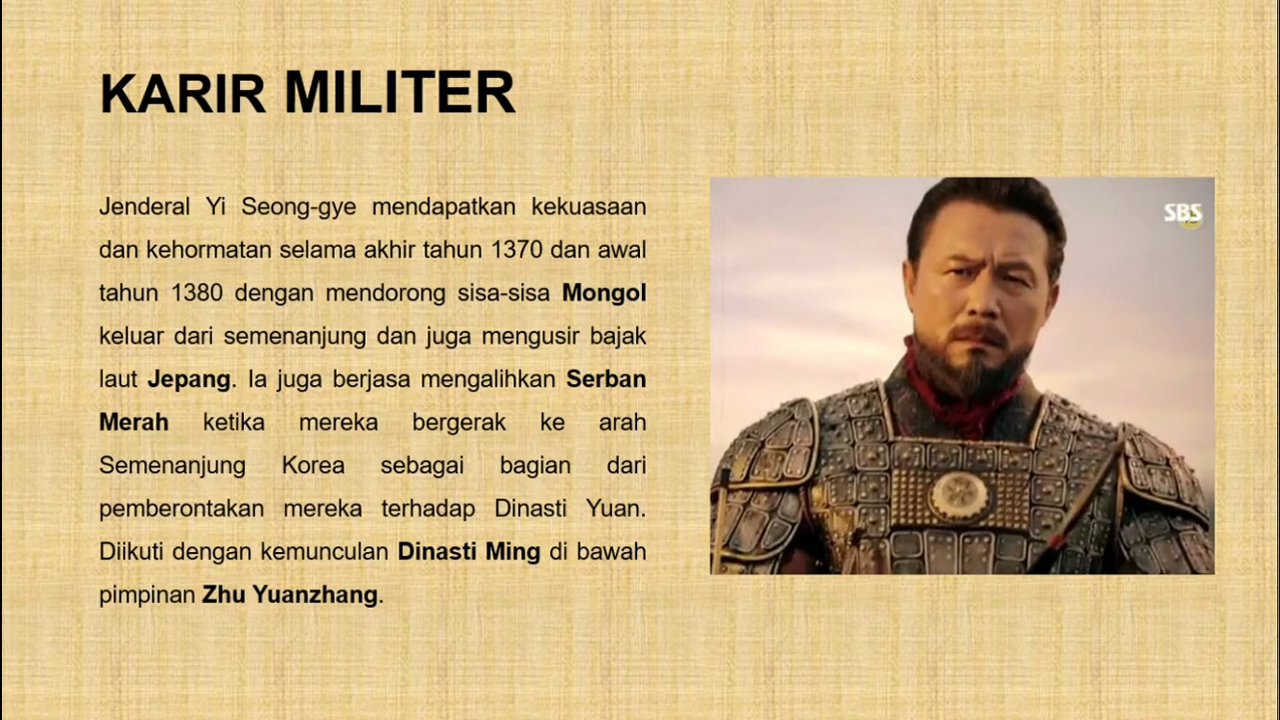 KARIR MILITER
Jenderal Yi Seong-gye mendapatkan kekuasaan
dan kehormatan selama akhir tahun 1370 dan awal
tahun 1380 dengan mendorong sisa-sisa Mongol
keluar dari semenanjung dan juga mengusir bajak
laut Jepang. Ia juga berjasa mengalihkan Serban
Merah ketika mereka bergerak ke arah
Semenanjung Korea sebagai bagian dari
pemberontakan mereka terhadap Dinasti Yuan.
Diikuti dengan kemunculan Dinasti Ming di bawah
pimpinan Zhu Yuanzhang.
SBS